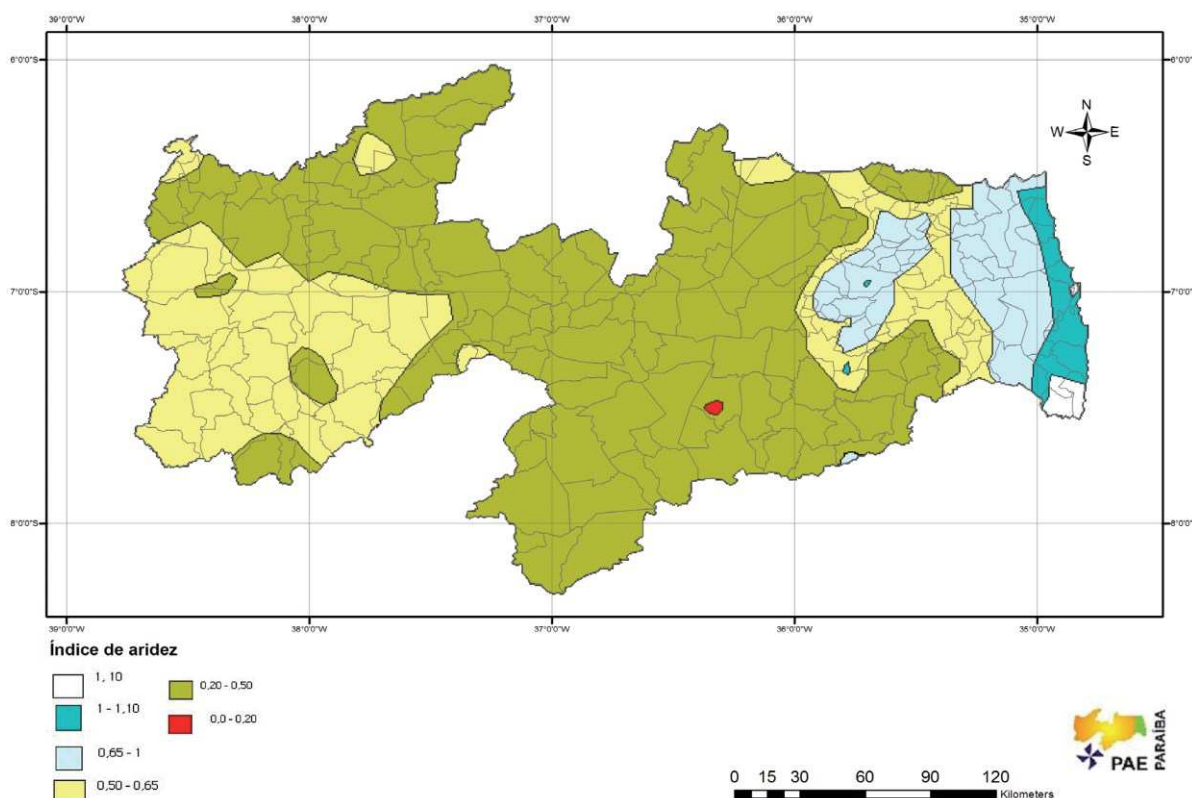 39°0'0"W 38°0'0"W 37°0'0"W 36°0'0"W 35°0'0"W
6°0'0"S 6°0'0"S
N
W E
S
7°0'0"S 7°0'0"S
8°0'0"S 8°0'0"S
39°0'0"W 38°0'0"W 37°0'0"W 36°0'0"W 35°0'0"W
Índice de aridez
1, 10
1 - 1,10
0,65 - 1
0,50 - 0,65
0,20 - 0,50
0,0 - 0,20
0 15 30 60 90 120
Kilometers
PAE PARAÍBA